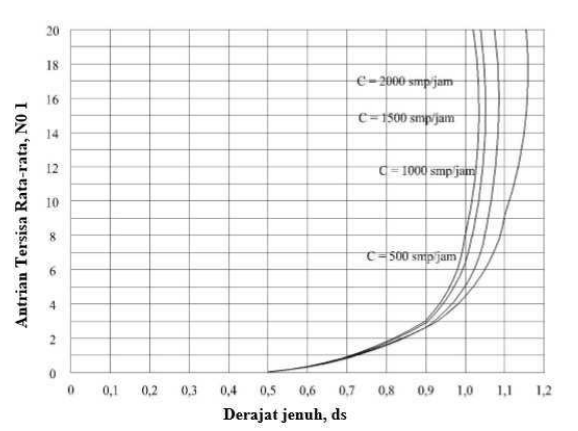 20
18
C = 2000 smp/jam
16
C = 1500 smp/jam
14
12
C = 1000 smp/jam
10
8
C = 500 smp/jam
6
4
2
0
Antrian Tersisa Rata-rata, N0 1
0 0,1 0,2 0,3 0,4 0,5 0,6 0,7 0,8 0,9 1,0 1,1 1,2
Derajat jenuh, ds